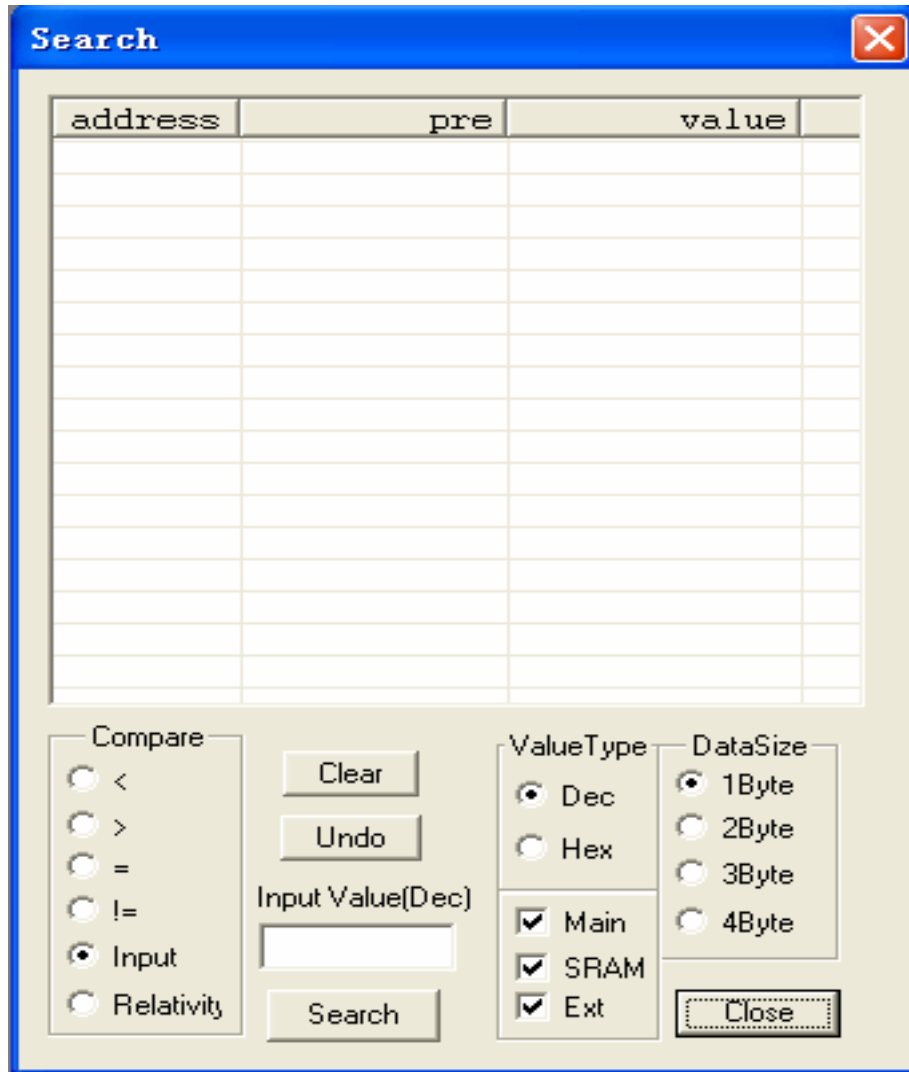 Search
address pre value
Compare
<
>
=
!=
Input
Relativity
Clear
Undo
Input Value(Dec)
Search
ValueType
Dec
Hex
Main
SRAM
Ext
DataSize
1Byte
2Byte
3Byte
4Byte
Close